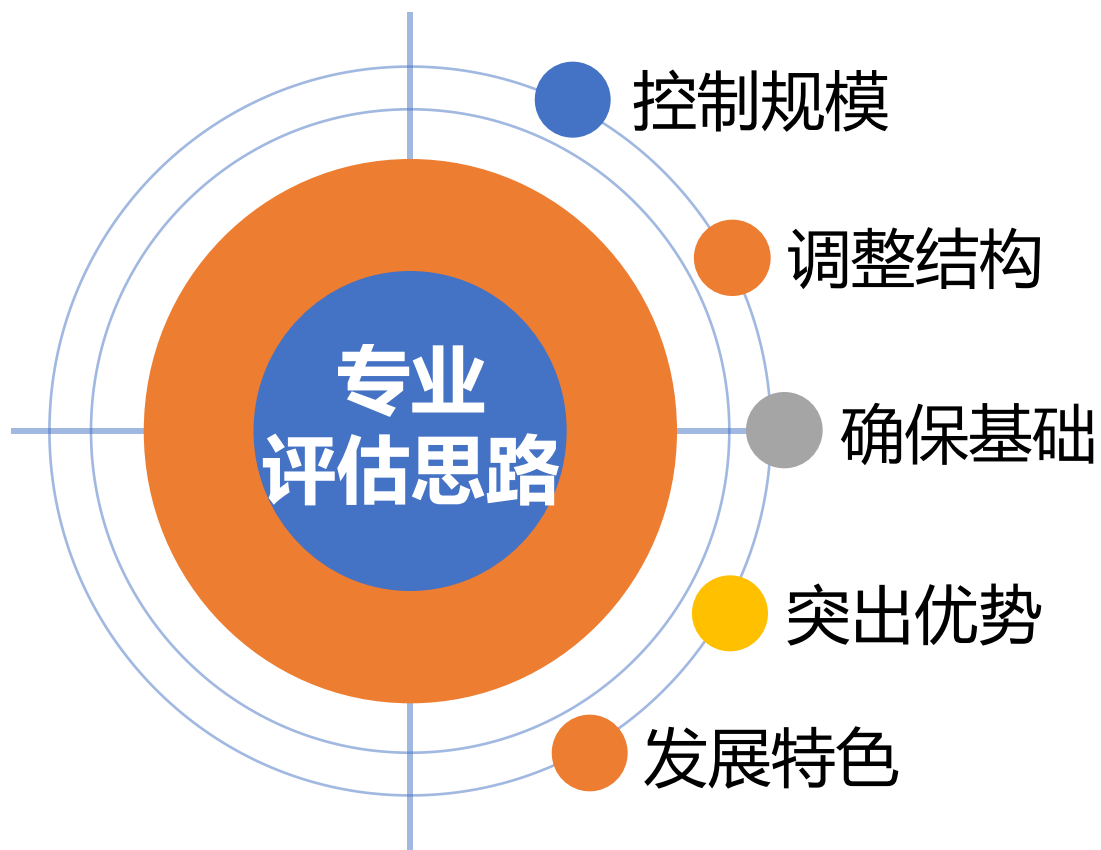 专业
评估思路
控制规模
调整结构
确保基础
突出优势
发展特色